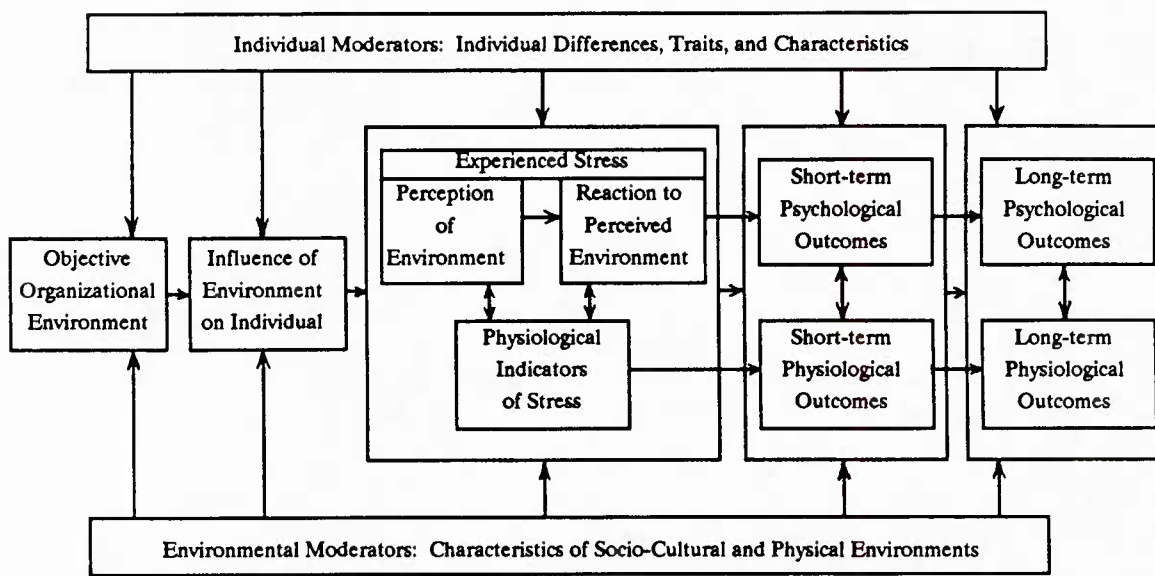 Individual Moderators: Individual Differences, Traits, and Characteristics
Objective
Organizational
Environment
Influence of
Environment
on Individual
Experienced Stress
Perception
of
Environment
Reaction to
Perceived
Environment
Physiological
Indicators
of Stress
Short-term
Psychological
Outcomes
Short-term
Physiological
Outcomes
Long-term
Psychological
Outcomes
Long-term
Physiological
Outcomes
Environmental Moderators: Characteristics of Socio-Cultural and Physical Environments